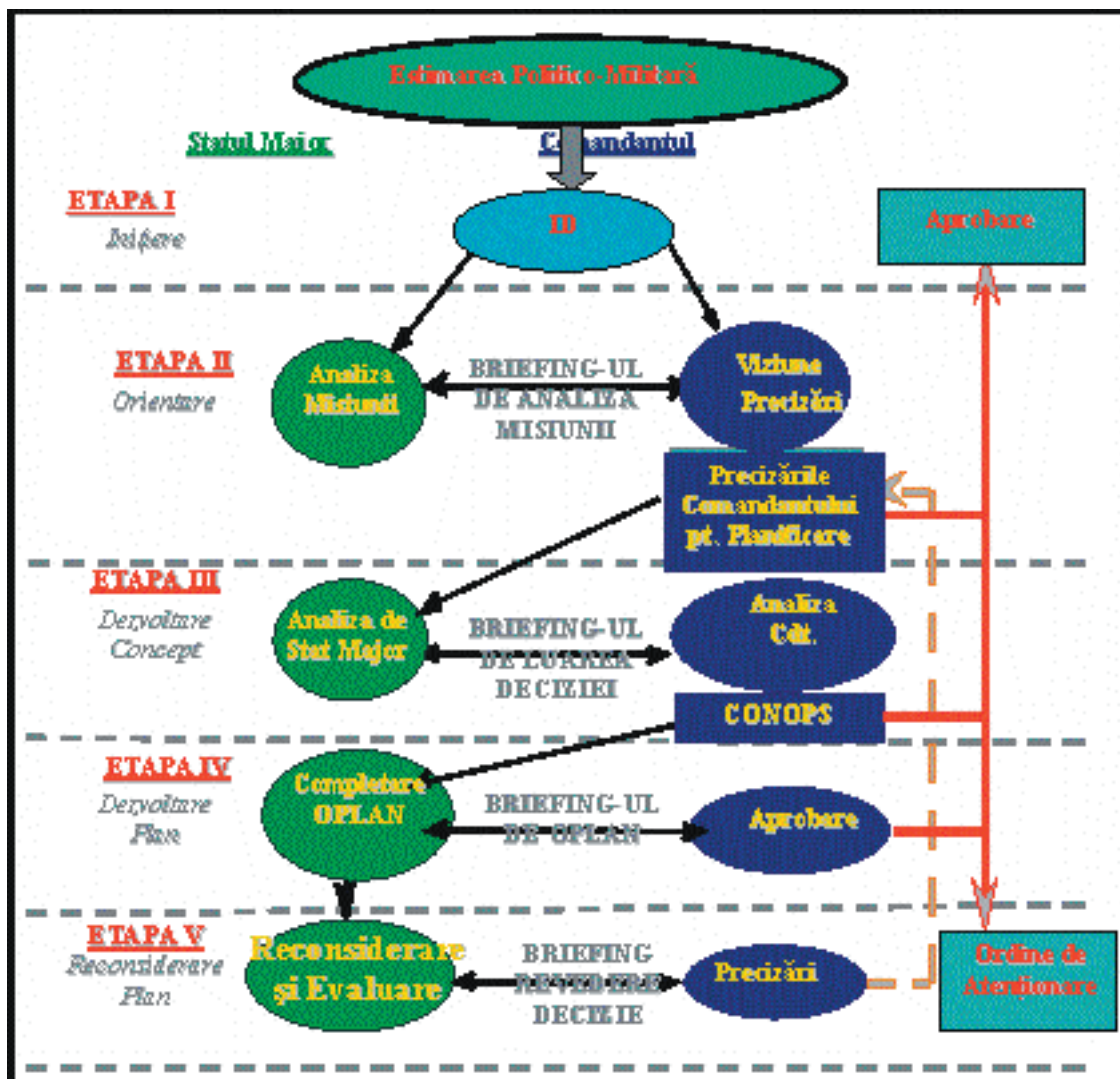 Estimarea Politico-Militară
Statul Major
Comandantul
ETAPA I
Inițiere
ID
Aprobare
ETAPA II
Orientare
Analiza
Misiunii
BRIEFING-UL
DE ANALIZA
MISIUNII
Viziune
Precizări
Precizările
Comandantului
pt. Planificare
ETAPA III
Dezvoltare
Concept
Analiza de
Stat Major
BRIEFING-UL
DE LUAREA
DECIZIEI
Analiza
Cdt.
CONOPS
ETAPA IV
Dezvoltare
Plan
Completare
OPLAN
BRIEFING-UL
DE OPLAN
Aprobare
ETAPA V
Reconsiderare
Plan
Reconsiderare
și Evaluare
BRIEFING
REVEDERE
DECIZIE
Precizări
Ordine de
Atenționare